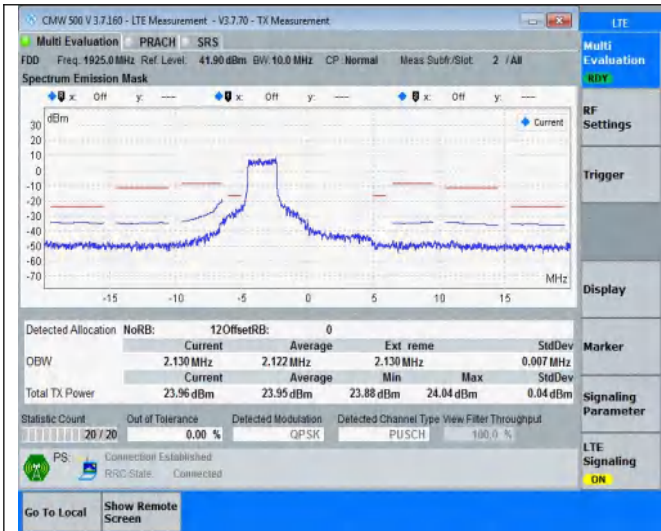 CMW 500 V 3.7.160 - LTE Measurement - V3.7.70 - TX Measurement
LTE
Multi Evaluation PRACH SRS
Multi
Evaluation
RDY
FDD Freq.: 1925.0 MHz Ref. Level: 41.90 dBm BW: 10.0 MHz CP: Normal Meas Subfr./Slot: 2 / All
Spectrum Emission Mask
x: Off y: --- x: Off y: --- x: Off y: ---
dBm
Current
30
20
10
0
-10
-20
-30
-40
-50
-60
-70
MHz
-15 -10 -5 0 5 10 15
RF
Settings
Trigger
Display
Marker
Signaling
Parameter
LTE
Signaling
ON
Detected Allocation NoRB: 12OffsetRB: 0
Current Average Ext reme StdDev
OBW 2.130 MHz 2.122 MHz 2.130 MHz 0.007 MHz
Current Average Min Max StdDev
Total TX Power 23.96 dBm 23.95 dBm 23.88 dBm 24.04 dBm 0.04 dBm
Statistic Count Out of Tolerance Detected Modulation Detected Channel Type View Filter Throughput
20 / 20 0.00 % QPSK PUSCH 100.0 %
PS: Connection Established
RRC State: Connected
Go To Local
Show Remote
Screen